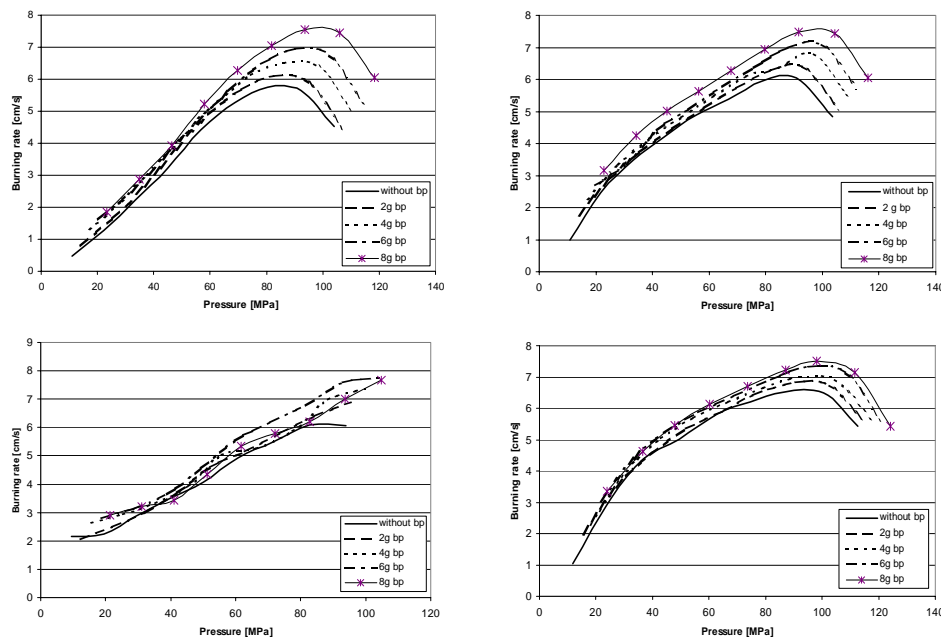 8
7
6
5
4
3
2
1
0
Burning rate [cm/s]
0 20 40 60 80 100 120 140
Pressure [MPa]
without bp
2g bp
4g bp
6g bp
8g bp
8
7
6
5
4
3
2
1
0
Burning rate [cm/s]
0 20 40 60 80 100 120 140
Pressure [MPa]
without bp
2 g bp
4g bp
6g bp
8g bp
9
8
7
6
5
4
3
2
1
0
Burning rate [cm/s]
0 20 40 60 80 100 120
Pressure [MPa]
without bp
2g bp
4g bp
6g bp
8g bp
8
7
6
5
4
3
2
1
0
Burning rate [cm/s]
0 20 40 60 80 100 120 140
Pressure [MPa]
without bp
2g bp
4g bp
6g bp
8g bp